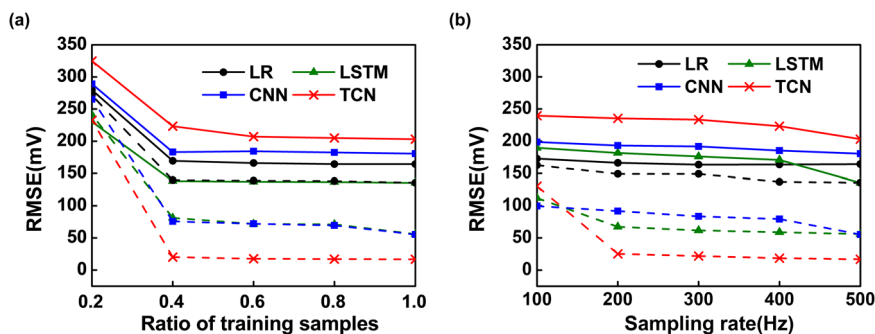 (a)
350
300
250
200
150
100
50
0
RMSE(mV)
LR
LSTM
CNN
TCN
0.2 0.4 0.6 0.8 1.0
Ratio of training samples
(b)
350
300
250
200
150
100
50
0
RMSE(mV)
LR
LSTM
CNN
TCN
100 200 300 400 500
Sampling rate(Hz)